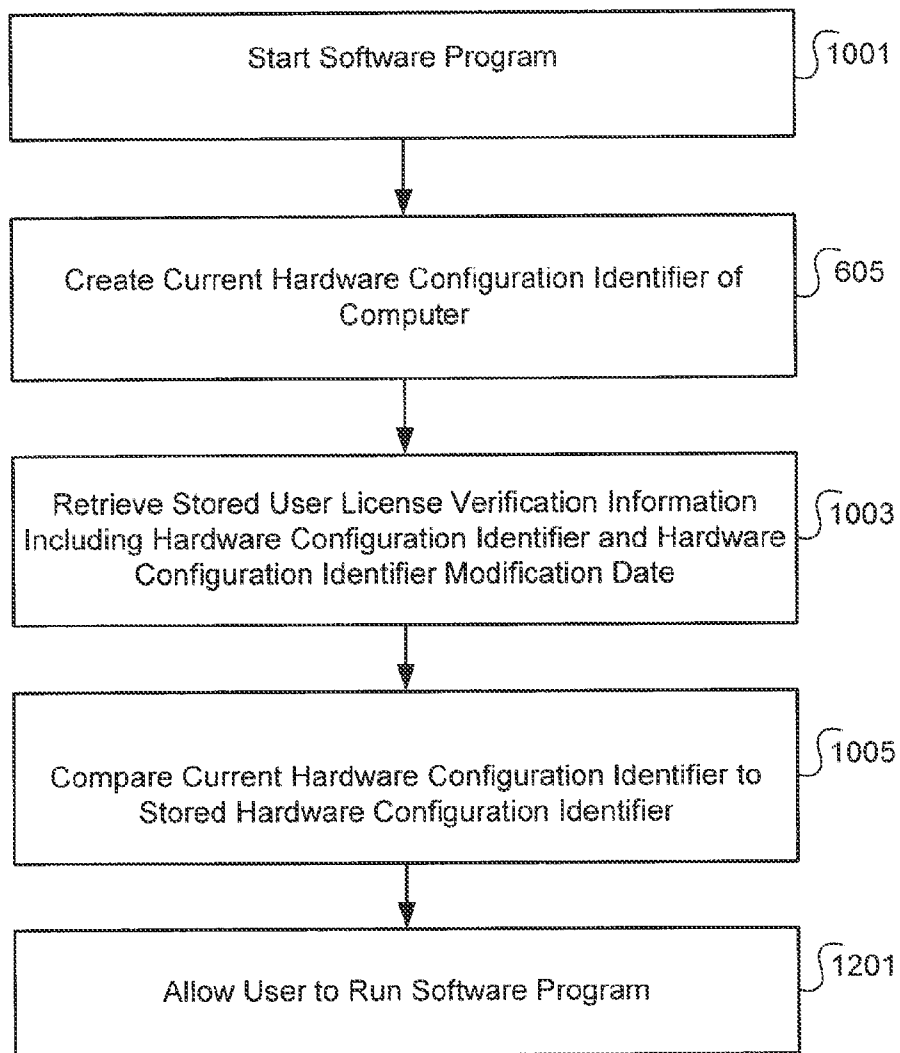 Start Software Program
1001
Create Current Hardware Configuration Identifier of
Computer
605
Retrieve Stored User License Verification Information
Including Hardware Configuration Identifier and Hardware
Configuration Identifier Modification Date
1003
Compare Current Hardware Configuration Identifier to
Stored Hardware Configuration Identifier
1005
Allow User to Run Software Program
1201